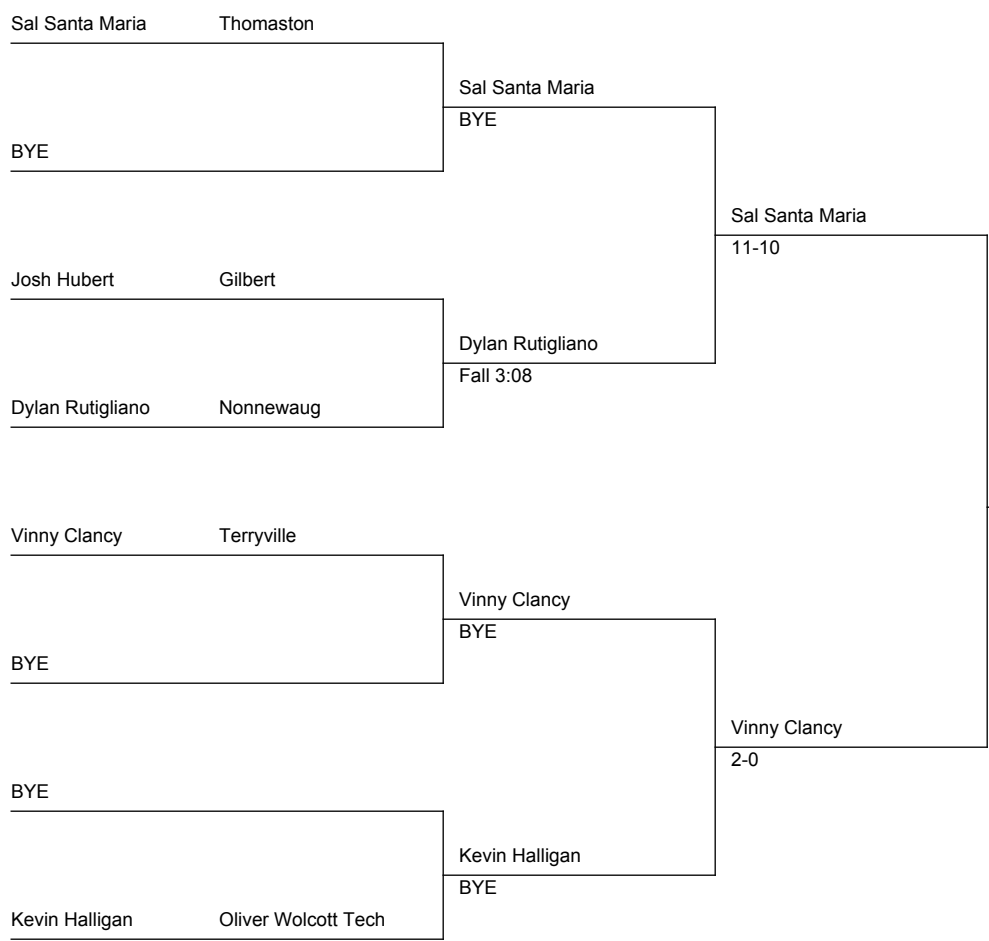 Sal Santa Maria Thomaston
Sal Santa Maria
BYE
BYE
Sal Santa Maria
11-10
Josh Hubert Gilbert
Dylan Rutigliano
Fall 3:08
Dylan Rutigliano Nonnewaug
Vinny Clancy Terryville
Vinny Clancy
BYE
BYE
Vinny Clancy
2-0
BYE
Kevin Halligan
BYE
Kevin Halligan Oliver Wolcott Tech